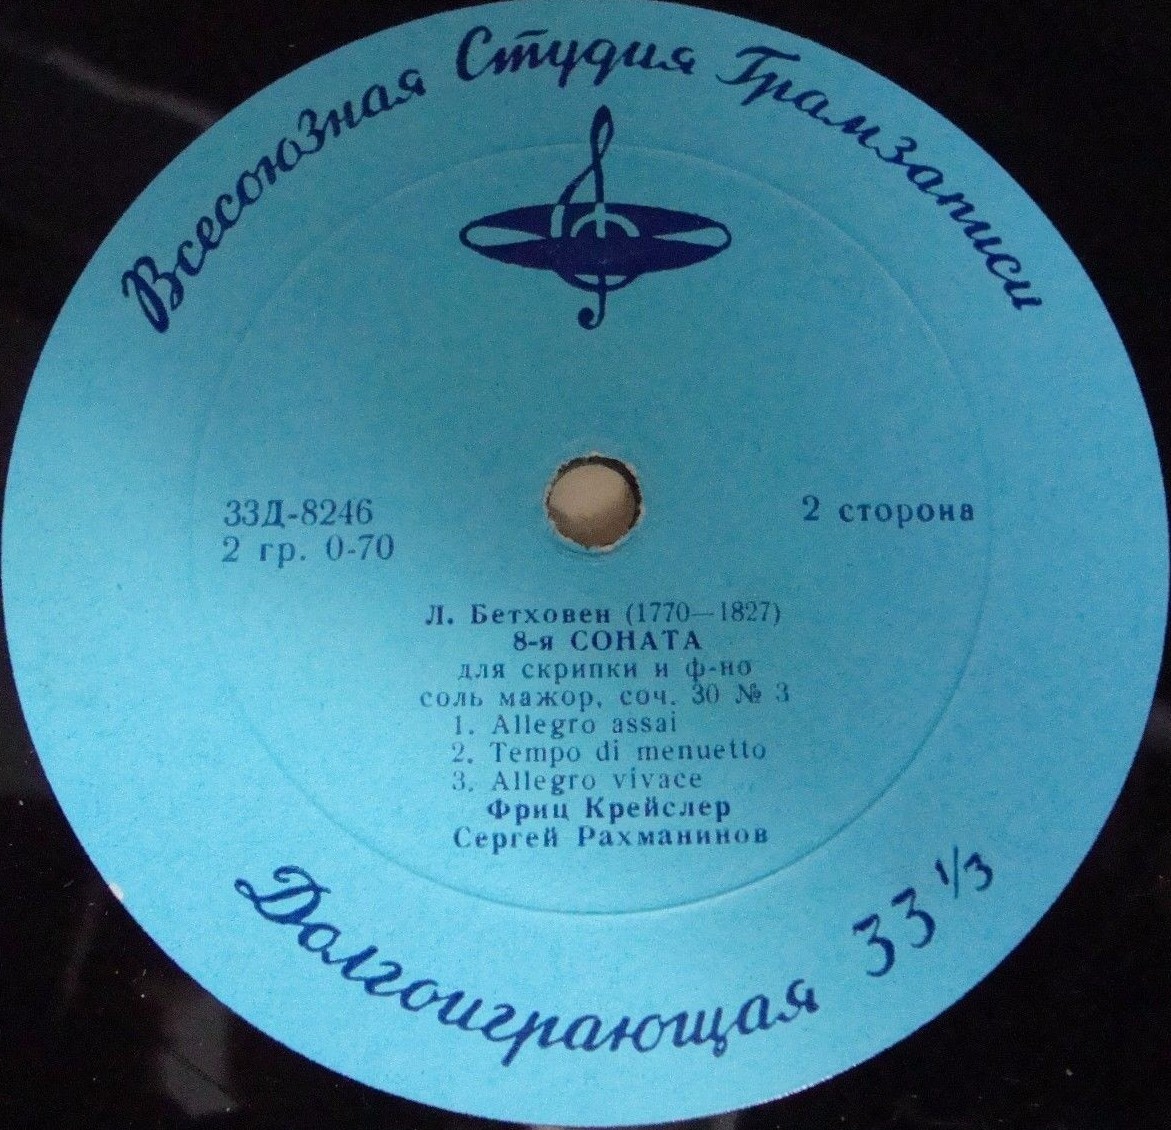 Всесоюзная Студия Грамзаписи
33Д-8246
2 гр. 0-70
2 сторона
Л. Бетховен (1770—1827)
8-я СОНАТА
для скрипки и ф-но
соль мажор, соч. 30 № 3
1. Allegro assai
2. Tempo di menuetto
3. Allegro vivace
Фриц Крейслер
Сергей Рахманинов
Долгоиграющая 33 1/3